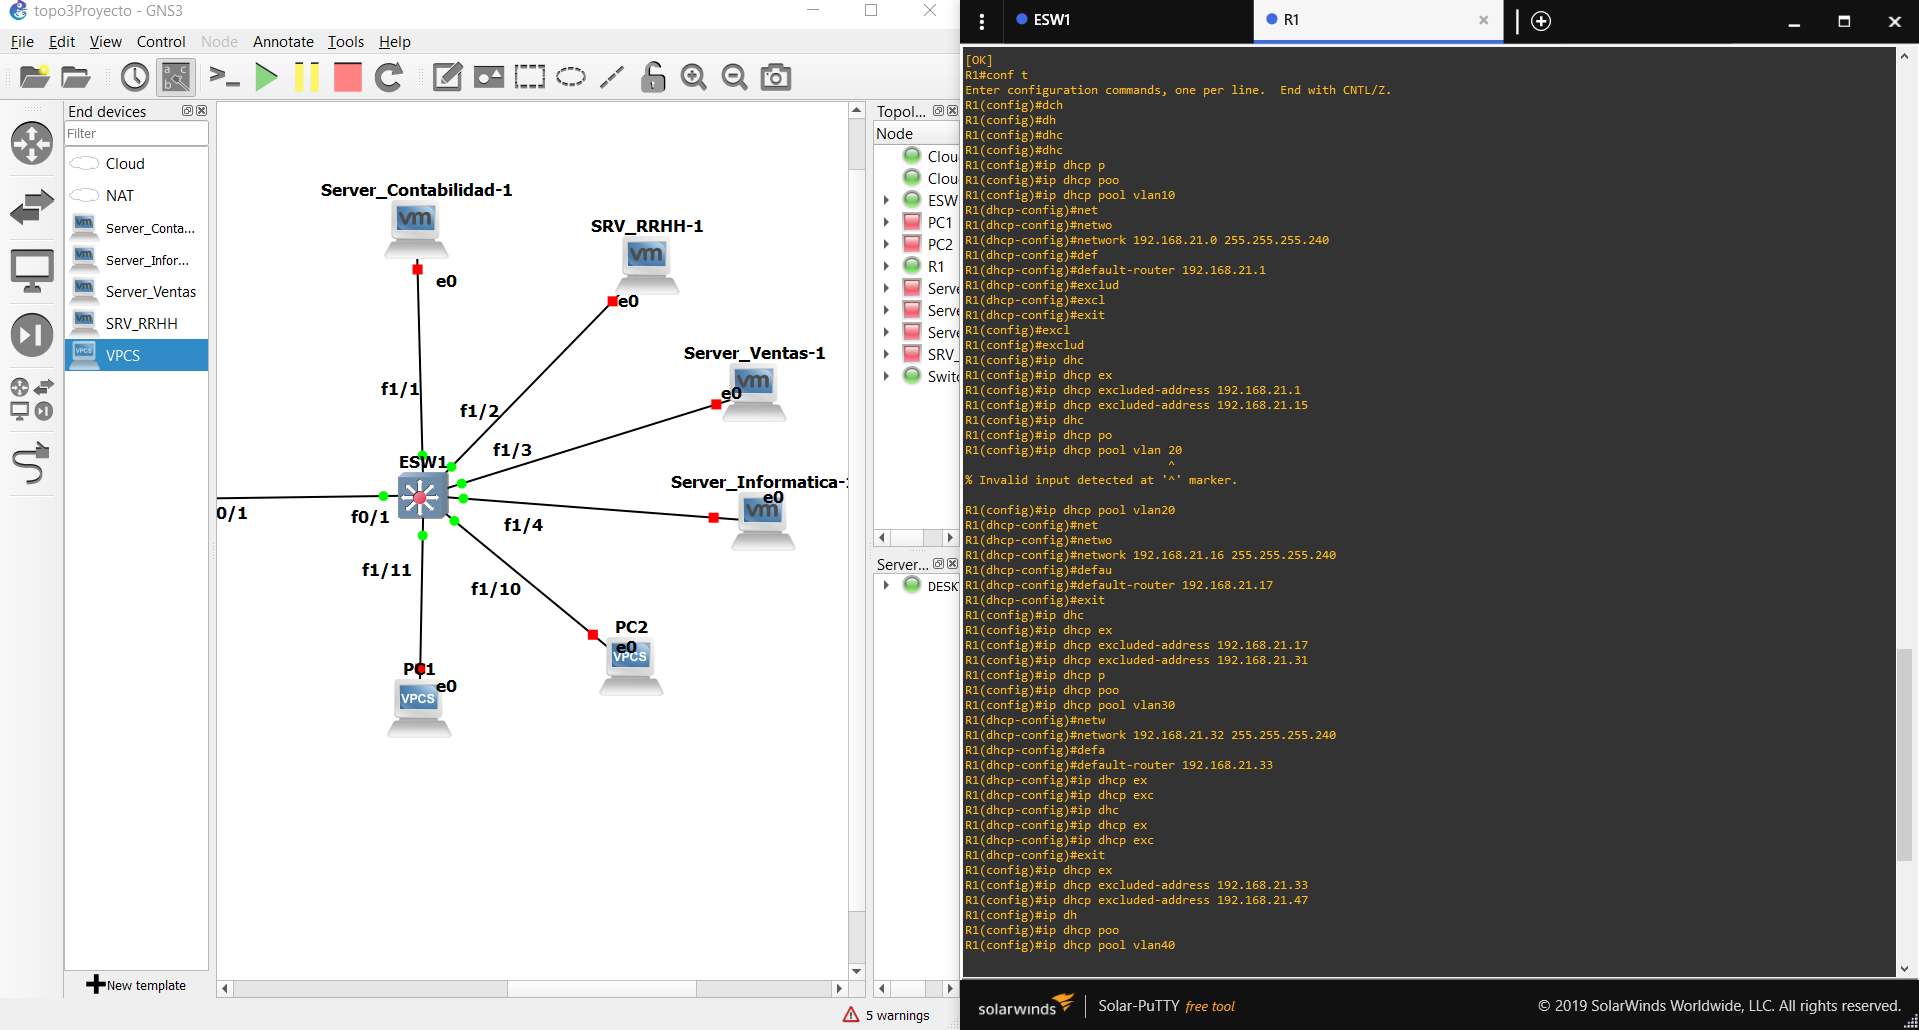 topo3Proyecto - GNS3
File Edit View Control Node Annotate Tools Help
End devices
Filter
Cloud
NAT
Server_Conta...
Server_Infor...
Server_Ventas
SRV_RRHH
VPCS
New template
Server_Contabilidad-1
e0
SRV_RRHH-1
e0
Server_Ventas-1
e0
f1/1
f1/2
f1/3
ESW1
Server_Informatica-
e0
0/1
f0/1
f1/4
f1/11
f1/10
PC2
e0
VPCS
PC1
e0
VPCS
Topol...
Node
Clou
Clou
ESW
PC1
PC2
R1
Serve
Serve
Serve
SRV_
Switc
Server...
DESK
5 warnings
ESW1
R1
[OK]
R1#conf t
Enter configuration commands, one per line.  End with CNTL/Z.
R1(config)#dch
R1(config)#dh
R1(config)#dhc
R1(config)#dhc
R1(config)#ip dhcp p
R1(config)#ip dhcp poo
R1(config)#ip dhcp pool vlan10
R1(dhcp-config)#net
R1(dhcp-config)#netwo
R1(dhcp-config)#network 192.168.21.0 255.255.255.240
R1(dhcp-config)#def
R1(dhcp-config)#default-router 192.168.21.1
R1(dhcp-config)#exclud
R1(dhcp-config)#excl
R1(dhcp-config)#exit
R1(config)#excl
R1(config)#exclud
R1(config)#ip dhc
R1(config)#ip dhcp ex
R1(config)#ip dhcp excluded-address 192.168.21.1
R1(config)#ip dhcp excluded-address 192.168.21.15
R1(config)#ip dhc
R1(config)#ip dhcp po
R1(config)#ip dhcp pool vlan 20
^
% Invalid input detected at '^' marker.
R1(config)#ip dhcp pool vlan20
R1(dhcp-config)#net
R1(dhcp-config)#netwo
R1(dhcp-config)#network 192.168.21.16 255.255.255.240
R1(dhcp-config)#defau
R1(dhcp-config)#default-router 192.168.21.17
R1(dhcp-config)#exit
R1(config)#ip dhc
R1(config)#ip dhcp ex
R1(config)#ip dhcp excluded-address 192.168.21.17
R1(config)#ip dhcp excluded-address 192.168.21.31
R1(config)#ip dhcp p
R1(config)#ip dhcp poo
R1(config)#ip dhcp pool vlan30
R1(dhcp-config)#netw
R1(dhcp-config)#network 192.168.21.32 255.255.255.240
R1(dhcp-config)#defa
R1(dhcp-config)#default-router 192.168.21.33
R1(dhcp-config)#ip dhcp ex
R1(dhcp-config)#ip dhcp exc
R1(dhcp-config)#ip dhc
R1(dhcp-config)#ip dhcp ex
R1(dhcp-config)#ip dhcp exc
R1(dhcp-config)#exit
R1(config)#ip dhcp ex
R1(config)#ip dhcp excluded-address 192.168.21.33
R1(config)#ip dhcp excluded-address 192.168.21.47
R1(config)#ip dh
R1(config)#ip dhcp poo
R1(config)#ip dhcp pool vlan40
solarwinds
Solar-PuTTY free tool
© 2019 SolarWinds Worldwide, LLC. All rights reserved.